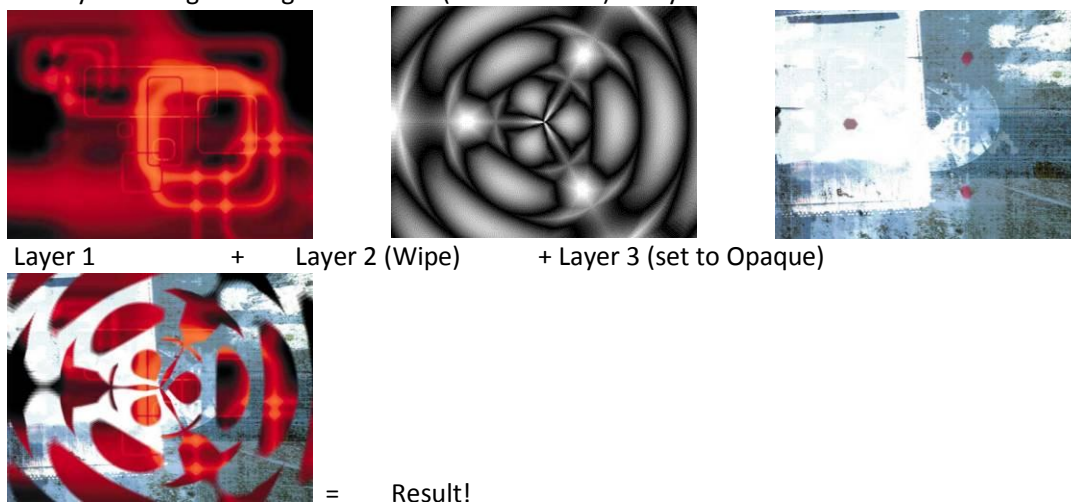 Layer 1 + Layer 2 (Wipe) + Layer 3 (set to Opaque)
= Result!